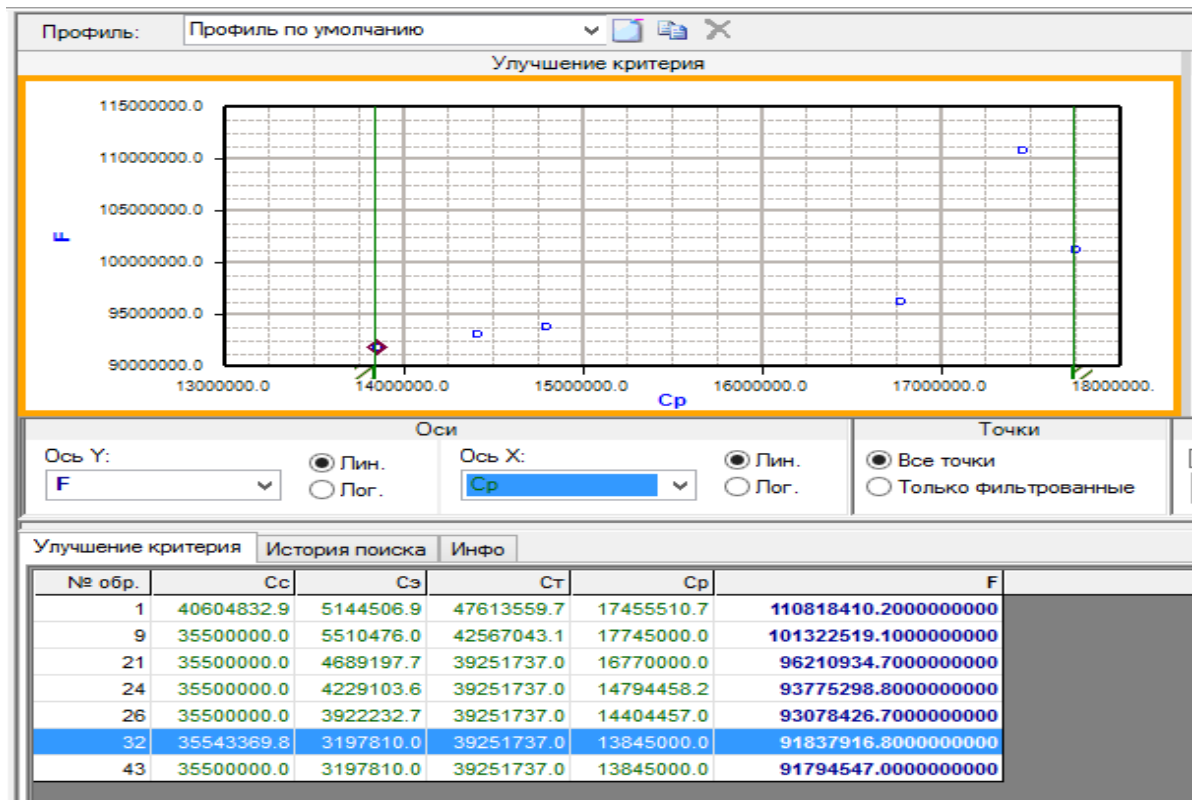 Профиль: Профиль по умолчанию
Улучшение критерия
115000000.0
110000000.0
105000000.0
F
100000000.0
95000000.0
90000000.0
13000000.0 14000000.0 15000000.0 16000000.0 17000000.0 18000000.
Cp
Оси Точки
Ось Y: Лин. Ось X: Лин. Все точки
F Лог. Cp Лог. Только фильтрованные
Улучшение критерия История поиска Инфо
№ обр. Сс Сэ Ст Ср F
1 40604832.9 5144506.9 47613559.7 17455510.7 110818410.2000000000
9 35500000.0 5510476.0 42567043.1 17745000.0 101322519.1000000000
21 35500000.0 4689197.7 39251737.0 16770000.0 96210934.7000000000
24 35500000.0 4229103.6 39251737.0 14794458.2 93775298.8000000000
26 35500000.0 3922232.7 39251737.0 14404457.0 93078426.7000000000
32 35543369.8 3197810.0 39251737.0 13845000.0 91837916.8000000000
43 35500000.0 3197810.0 39251737.0 13845000.0 91794547.0000000000